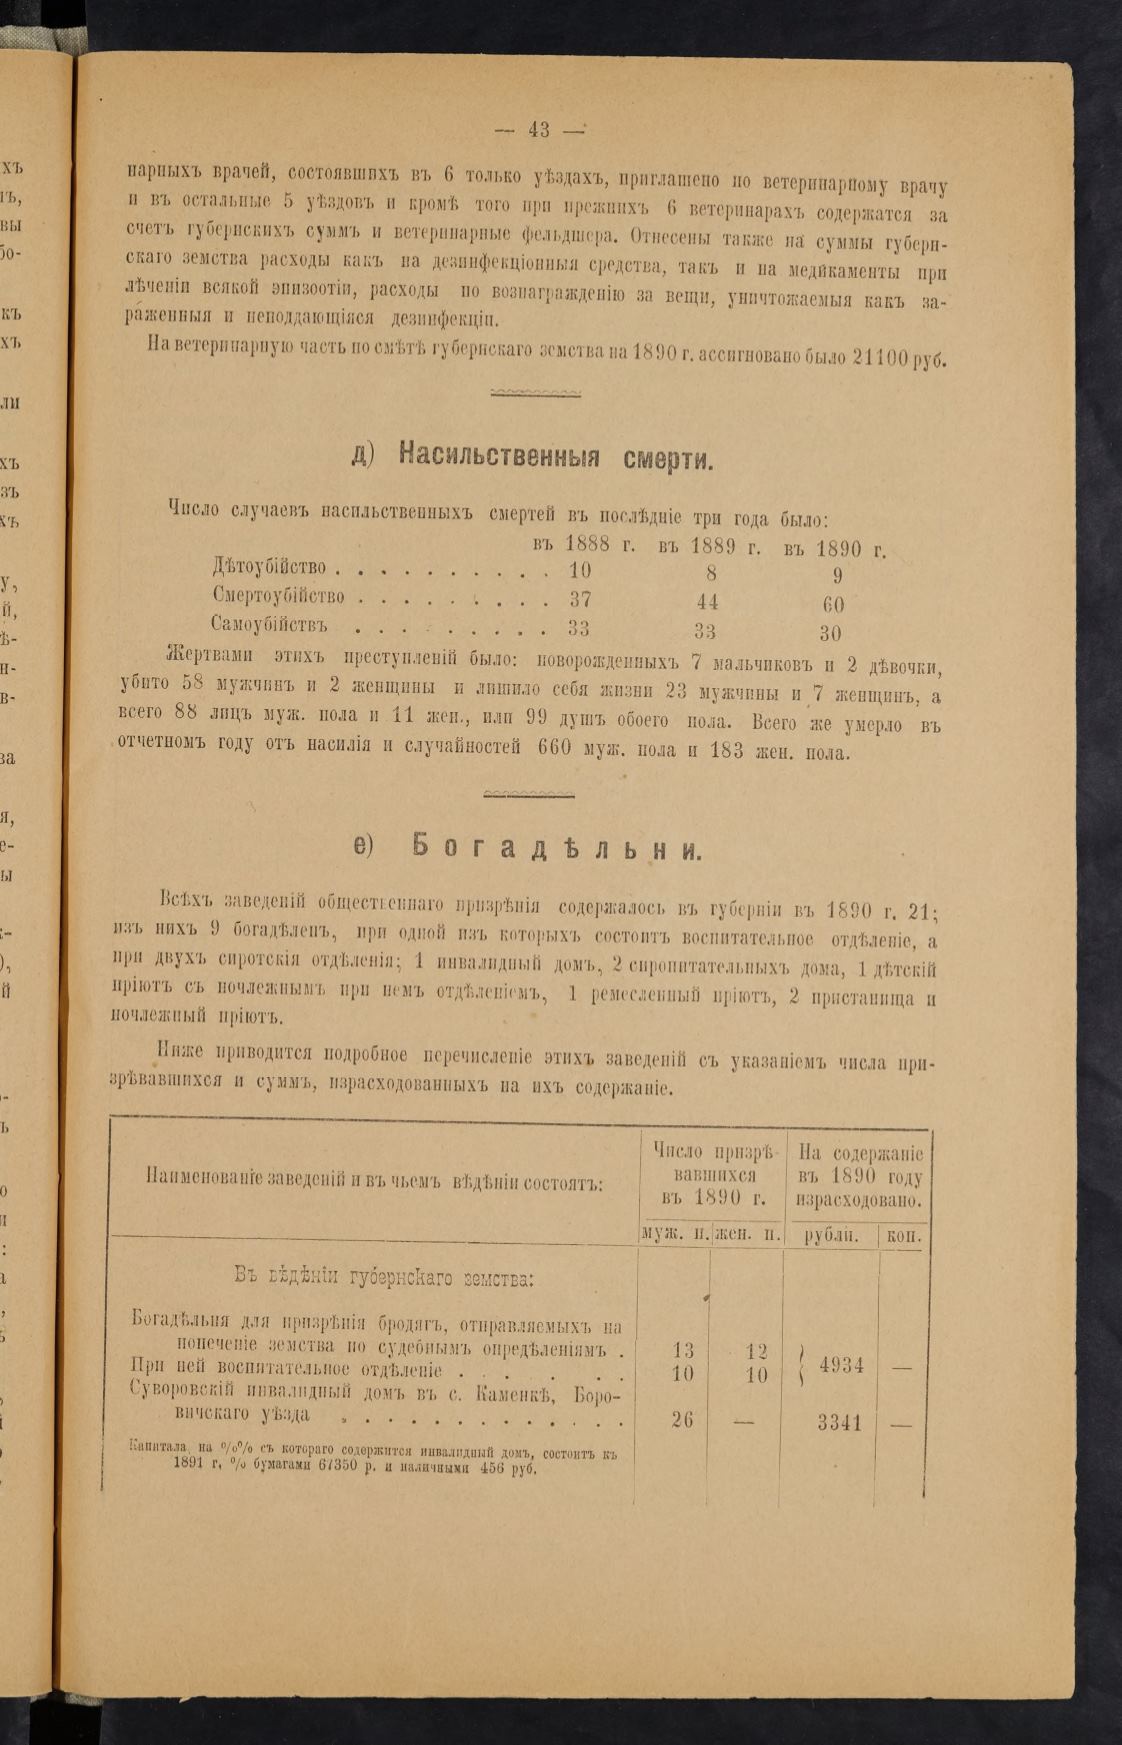 — 43 —
нарныхъ врачей, состоявшихъ въ 6 только уѣздахъ, приглашено по ветеринарному врачу
и въ остальные 5 уѣздовъ и кромѣ того при прежнихъ 6 ветеринарахъ содержатся за
счетъ губернскихъ суммъ и ветеринарные фельдшера. Отнесены также на суммы губерн-
скаго земства расходы какъ на дезинфекціонныя средства, такъ и на медикаменты при
лѣченіи всякой эпизоотіи, расходы по вознагражденію за вещи, уничтожаемыя какъ за-
раженныя и неподдающіяся дезинфекціи.
На ветеринарную часть по смѣтѣ губернскаго земства на 1890 г. ассигновано было 21100 руб.
д) Насильственныя смерти.
Число случаевъ насильственныхъ смертей въ послѣдніе три года было:
въ 1888 г. въ 1889 г. въ 1890 г.
Дѣтоубійство . . . . . . . . . . 10 8 9
Смертоубійство . . . . . . . . . 37 44 60
Самоубійствъ . . . . . . . . . 33 33 30
Жертвами этихъ преступленій было: новорожденныхъ 7 мальчиковъ и 2 дѣвочки,
убито 58 мужчинъ и 2 женщины и лишило себя жизни 23 мужчины и 7 женщинъ, а
всего 88 лицъ муж. пола и 11 жен., или 99 душъ обоего пола. Всего же умерло въ
отчетномъ году отъ насилія и случайностей 660 муж. пола и 183 жен. пола.
е) Богадѣльни.
Всѣхъ заведеній общественнаго призрѣнія содержалось въ губерніи въ 1890 г. 21;
изъ нихъ 9 богадѣленъ, при одной изъ которыхъ состоитъ воспитательное отдѣленіе, а
при двухъ сиротскія отдѣленія; 1 инвалидный домъ, 2 сиропитательныхъ дома, 1 дѣтскій
пріютъ съ ночлежнымъ при немъ отдѣленіемъ, 1 ремесленный пріютъ, 2 пристанища и
ночлежный пріютъ.
Ниже приводится подробное перечисленіе этихъ заведеній съ указаніемъ числа при-
зрѣвавшихся и суммъ, израсходованныхъ на ихъ содержаніе.
Наименованіе заведеній и въ чьемъ вѣдѣніи состоятъ:
Число призрѣ-
вавшихся
въ 1890 г.
На содержаніе
въ 1890 году
израсходовано.
муж. п. жен. п. рубли. коп.
Въ вѣдѣніи губернскаго земства:
Богадѣльня для призрѣнія бродягъ, отправляемыхъ на
попеченіе земства по судебнымъ опредѣленіямъ . 13 12
При ней воспитательное отдѣленіе . . . . . . 10 10 } 4934 —
Суворовскій инвалидный домъ въ с. Каменкѣ, Боро-
вичскаго уѣзда . . . . . . . . . . . . 26 — 3341 —
Капитала, на %% съ котораго содержится инвалидный домъ, состоитъ къ
1891 г. % бумагами 67350 р. и наличными 456 руб.